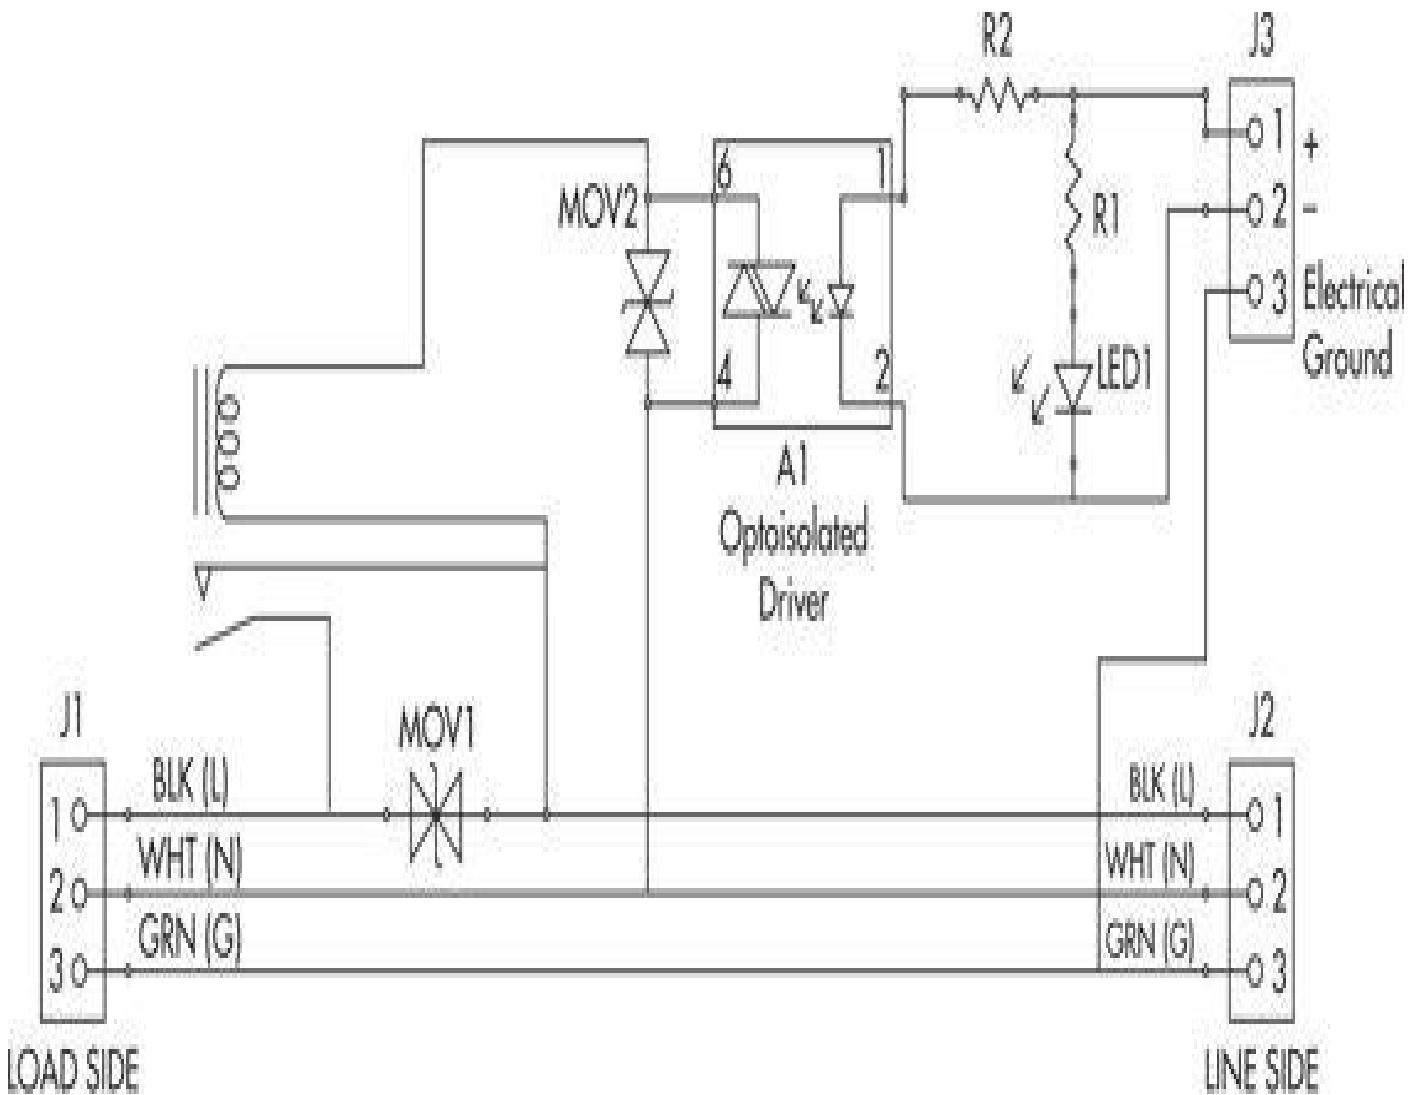 R2
J3
1
+
2
–
3
Electrical
Ground
6
1
MOV2
R1
4
2
LED1
A1
Optoisolated
Driver
J1
MOV1
J2
BLK (L)
BLK (L)
1
1
WHT (N)
WHT (N)
2
2
GRN (G)
GRN (G)
3
3
LOAD SIDE
LINE SIDE